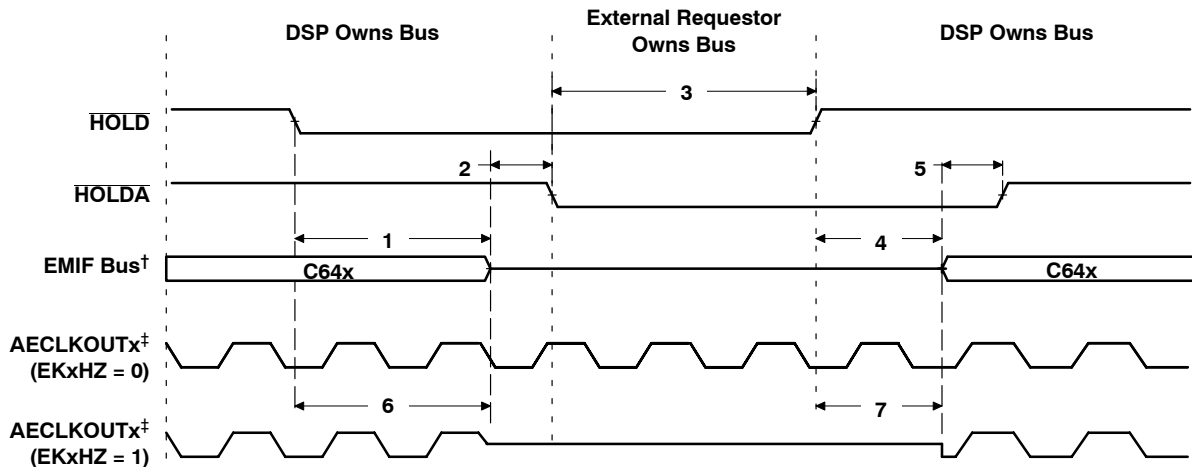 DSP Owns Bus
External Requestor
Owns Bus
DSP Owns Bus
3
HOLD
2
5
HOLDA
1
4
EMIF Bus†
C64x
C64x
AECLKOUTx‡
(EKxHZ = 0)
6
7
AECLKOUTx‡
(EKxHZ = 1)